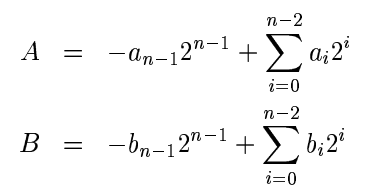 A = −a_{n−1}2^{n−1} + \sum_{i=0}^{n−2} a_i 2^i
B = −b_{n−1}2^{n−1} + \sum_{i=0}^{n−2} b_i 2^i